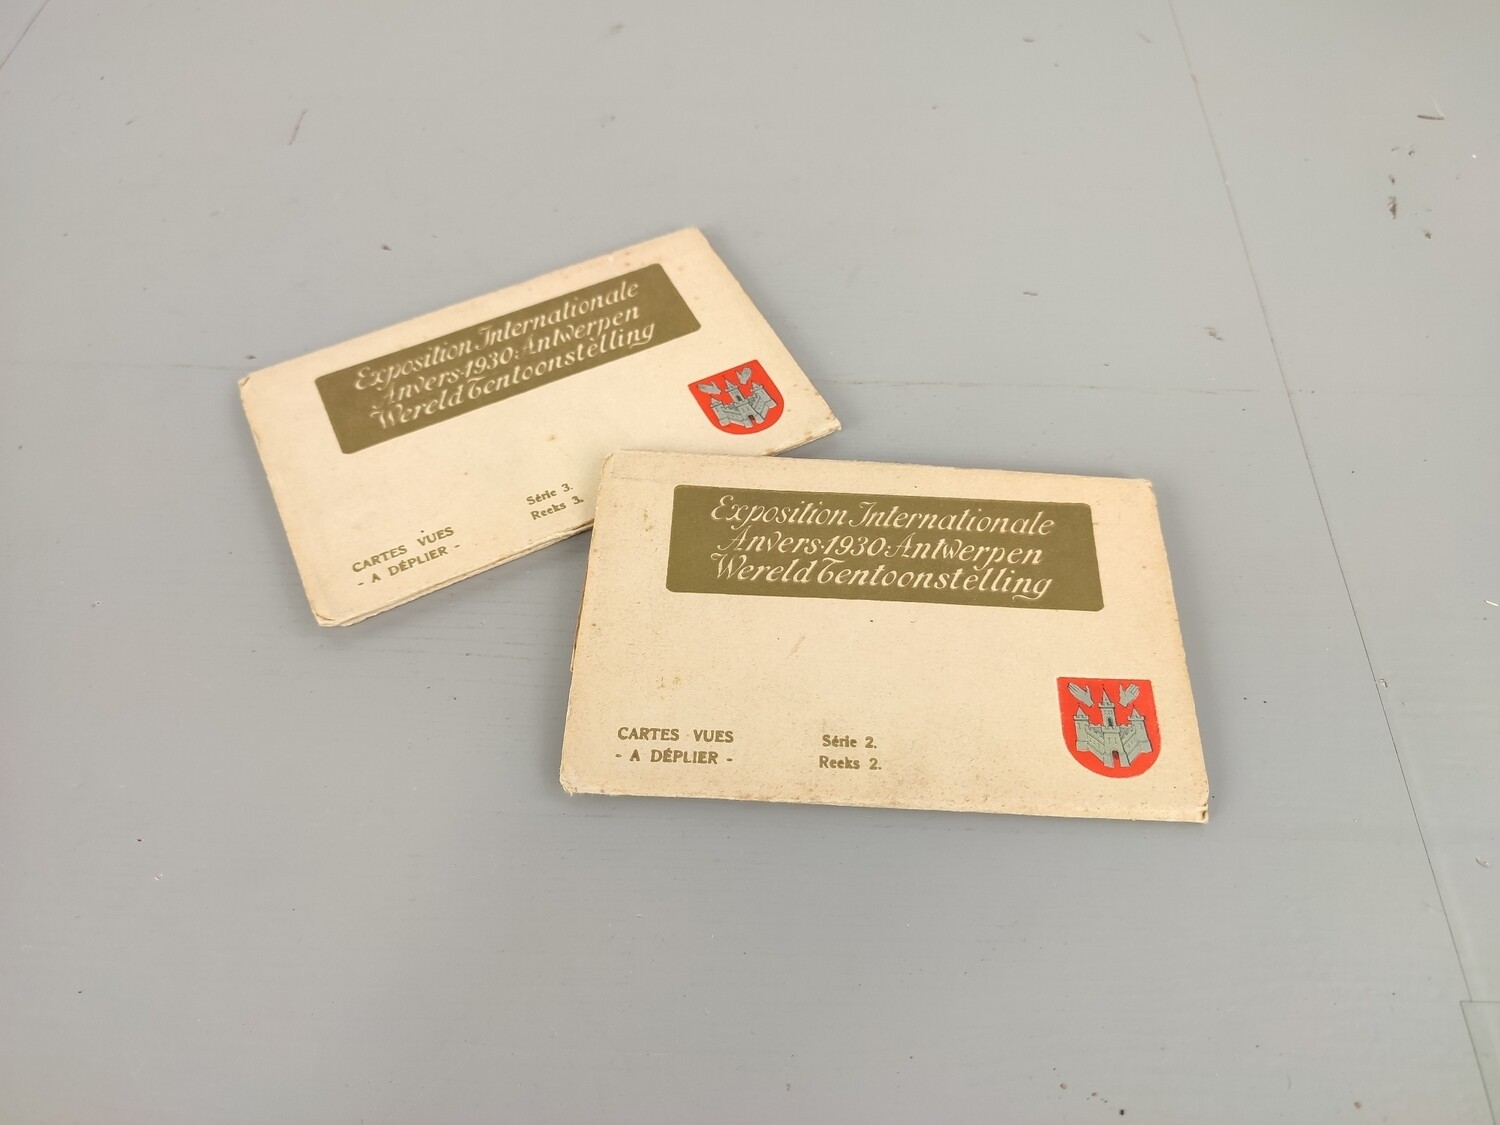 Exposition Internationale
Anvers·1930·Antwerpen
Wereld Tentoonstelling
Série 3.
Reeks 3.
CARTES VUES
- A DÉPLIER -
Exposition Internationale
Anvers·1930·Antwerpen
Wereld Tentoonstelling
CARTES VUES
- A DÉPLIER -
Série 2.
Reeks 2.